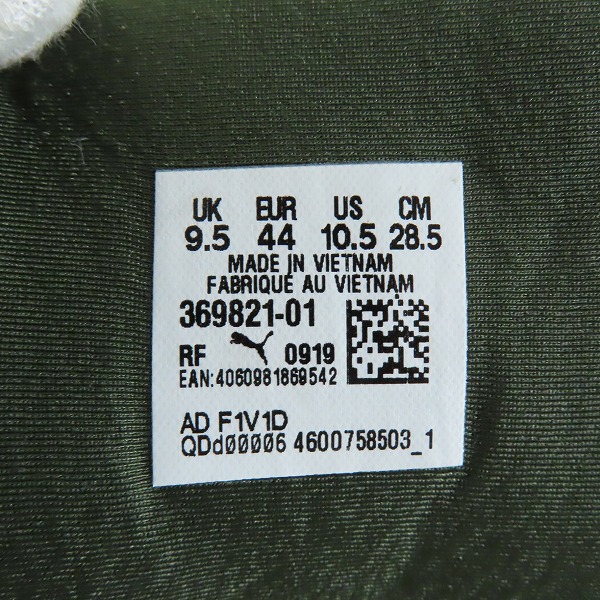 UK EUR US CM
9.5 44 10.5 28.5
MADE IN VIETNAM
FABRIQUÉ AU VIETNAM
369821-01
RF 0919
EAN:4060981869542
AD F1V1D
QDd00006 4600758503_1